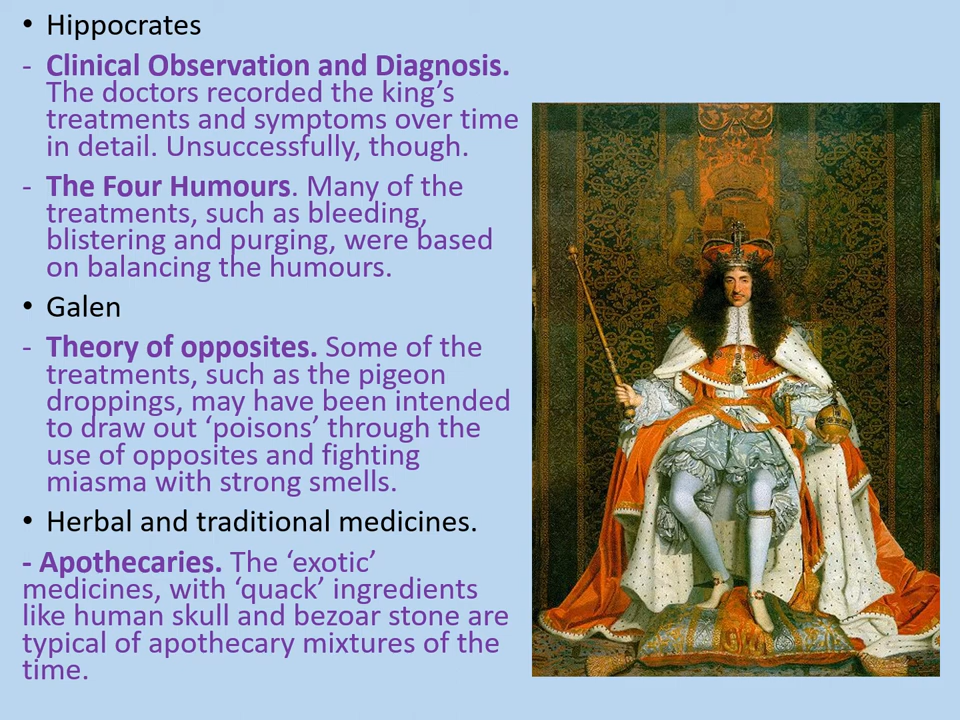 • Hippocrates
- Clinical Observation and Diagnosis.
The doctors recorded the king’s
treatments and symptoms over time
in detail. Unsuccessfully, though.
- The Four Humours. Many of the
treatments, such as bleeding,
blistering and purging, were based
on balancing the humours.
• Galen
- Theory of opposites. Some of the
treatments, such as the pigeon
droppings, may have been intended
to draw out ‘poisons’ through the
use of opposites and fighting
miasma with strong smells.
• Herbal and traditional medicines.
- Apothecaries. The ‘exotic’
medicines, with ‘quack’ ingredients
like human skull and bezoar stone are
typical of apothecary mixtures of the
time.